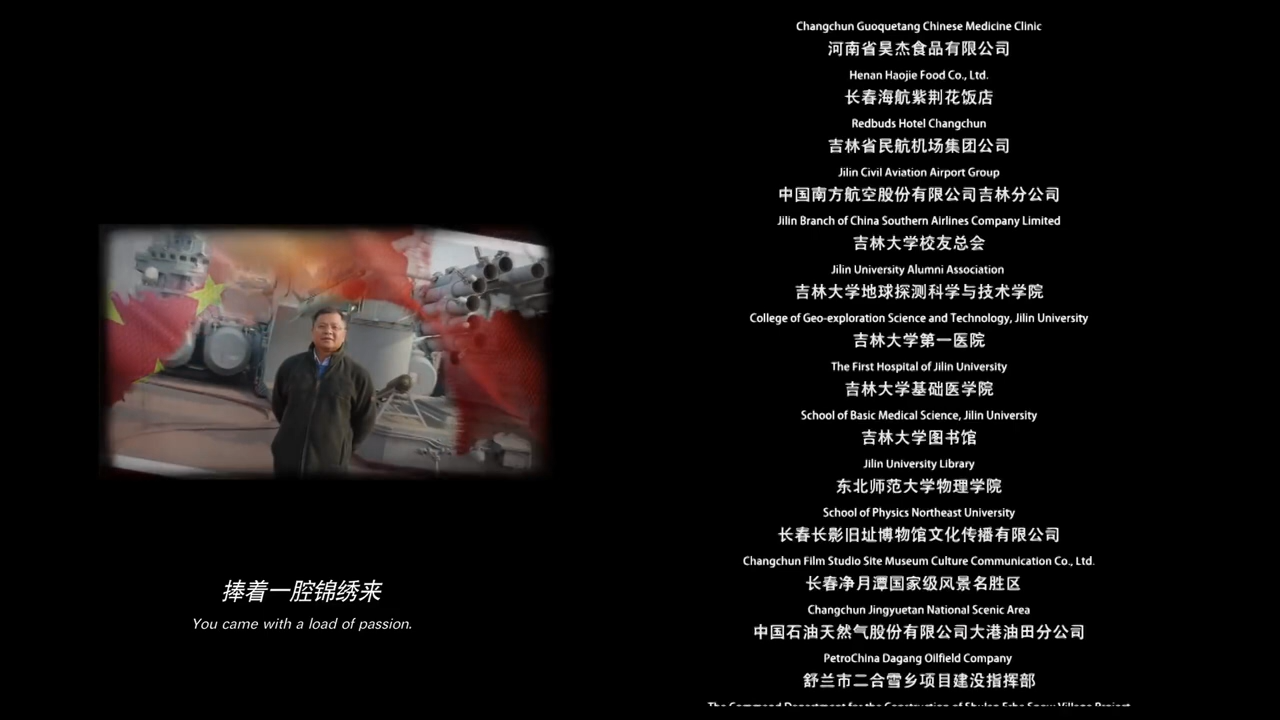 Changchun Guoquetang Chinese Medicine Clinic
河南省昊杰食品有限公司
Henan Haojie Food Co., Ltd.
长春海航紫荆花饭店
Redbuds Hotel Changchun
吉林省民航机场集团公司
Jilin Civil Aviation Airport Group
中国南方航空股份有限公司吉林分公司
Jilin Branch of China Southern Airlines Company Limited
吉林大学校友总会
Jilin University Alumni Association
吉林大学地球探测科学与技术学院
College of Geo-exploration Science and Technology, Jilin University
吉林大学第一医院
The First Hospital of Jilin University
吉林大学基础医学院
School of Basic Medical Science, Jilin University
吉林大学图书馆
Jilin University Library
东北师范大学物理学院
School of Physics Northeast University
长春长影旧址博物馆文化传播有限公司
Changchun Film Studio Site Museum Culture Communication Co., Ltd.
长春净月潭国家级风景名胜区
Changchun Jingyuetan National Scenic Area
中国石油天然气股份有限公司大港油田分公司
PetroChina Dagang Oilfield Company
舒兰市二合雪乡项目建没指挥部
The Command Department for the Construction of Shulan Erhe Snow Village Project
捧着一腔锦绣来
You came with a load of passion.